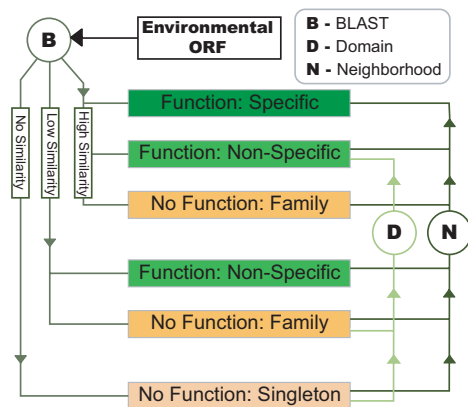 B
Environmental
ORF
B - BLAST
D - Domain
N - Neighborhood
No Similarity
Low Similarity
High Similarity
Function: Specific
Function: Non-Specific
No Function: Family
D
N
Function: Non-Specific
No Function: Family
No Function: Singleton